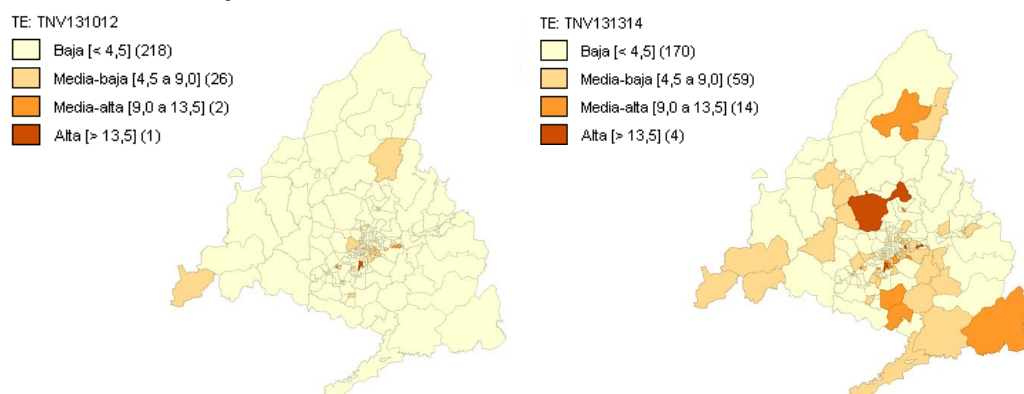 TE: TNV131012
Baja [< 4,5] (218)
Media-baja [4,5 a 9,0] (26)
Media-alta [9,0 a 13,5] (2)
Alta [> 13,5] (1)
TE: TNV131314
Baja [< 4,5] (170)
Media-baja [4,5 a 9,0] (59)
Media-alta [9,0 a 13,5] (14)
Alta [> 13,5] (4)